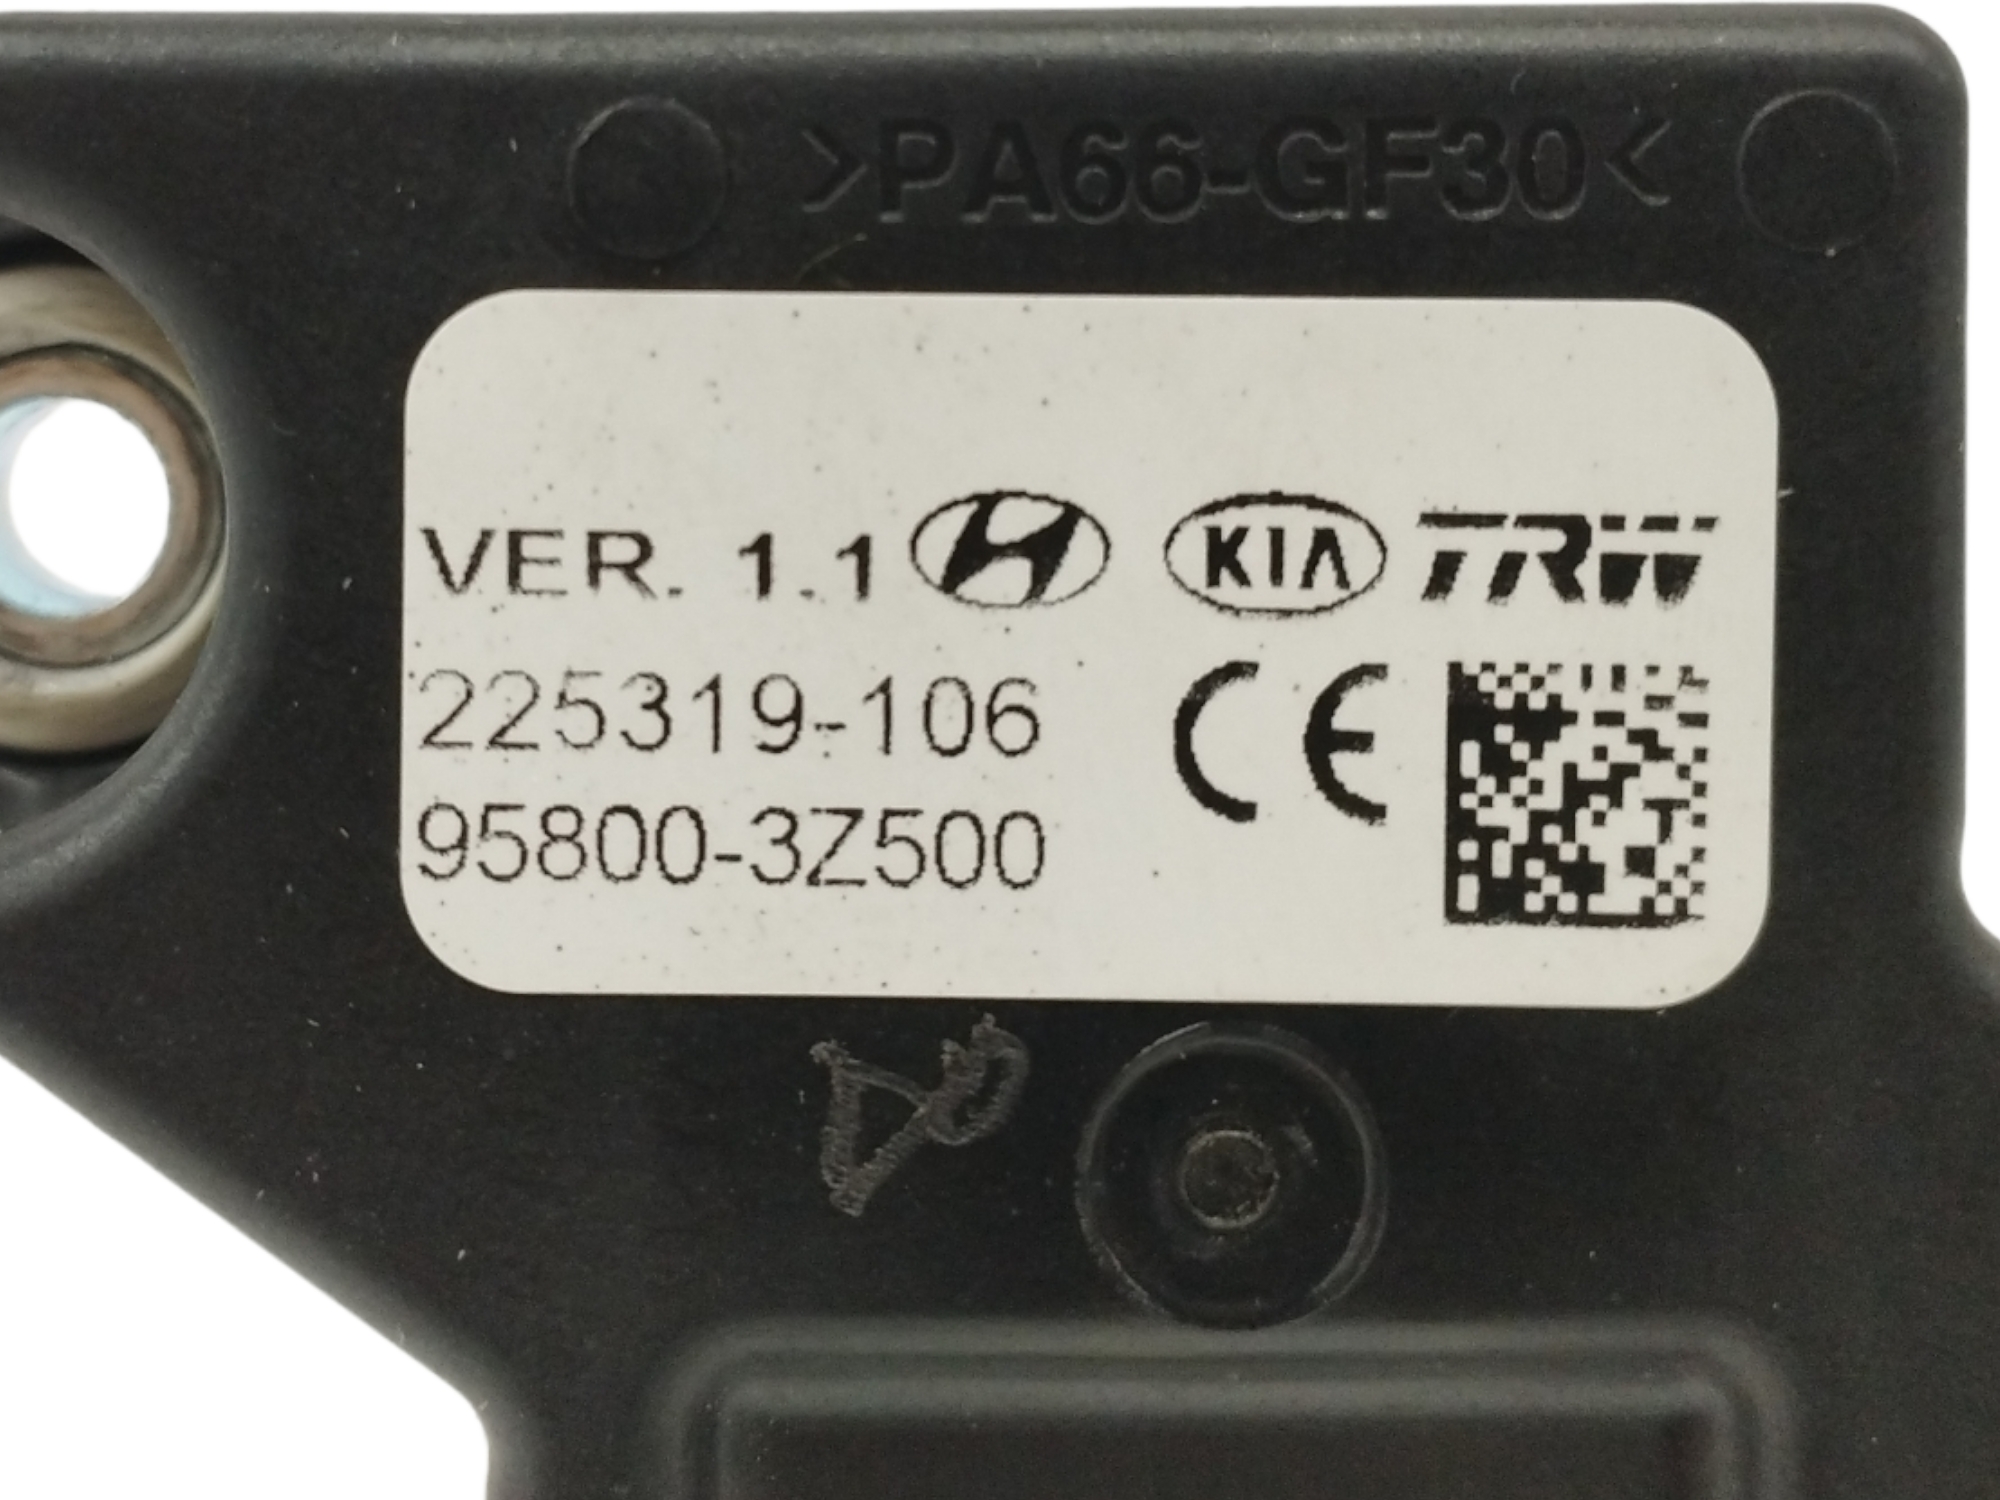 >PA66-GF30<
VER. 1.1 KIA TRW
225319-106 CE
95800-3Z500